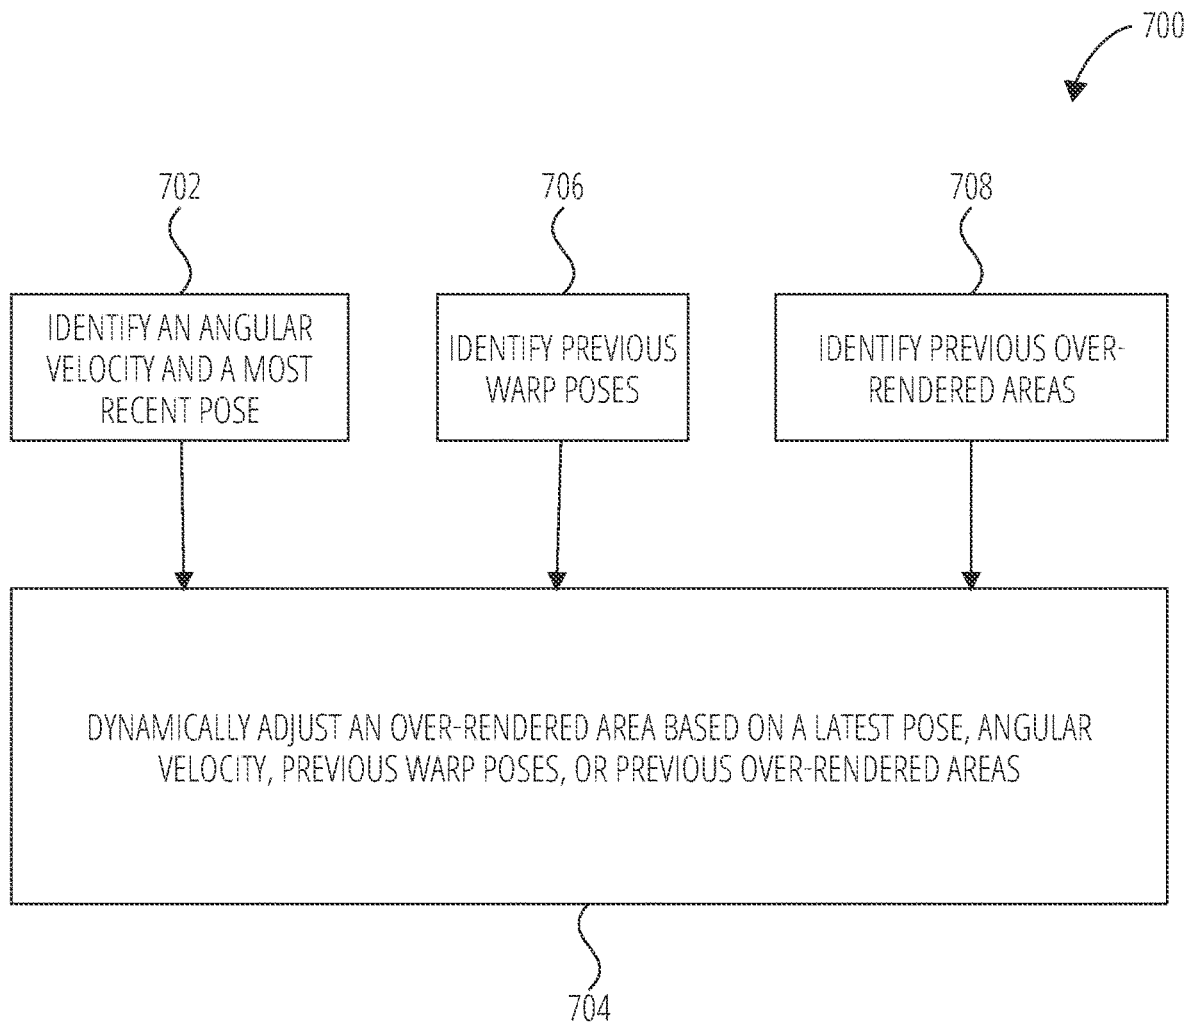 700
702
706
708
IDENTIFY AN ANGULAR
VELOCITY AND A MOST
RECENT POSE
IDENTIFY PREVIOUS
WARP POSES
IDENTIFY PREVIOUS OVER-
RENDERED AREAS
DYNAMICALLY ADJUST AN OVER-RENDERED AREA BASED ON A LATEST POSE, ANGULAR
VELOCITY, PREVIOUS WARP POSES, OR PREVIOUS OVER-RENDERED AREAS
704